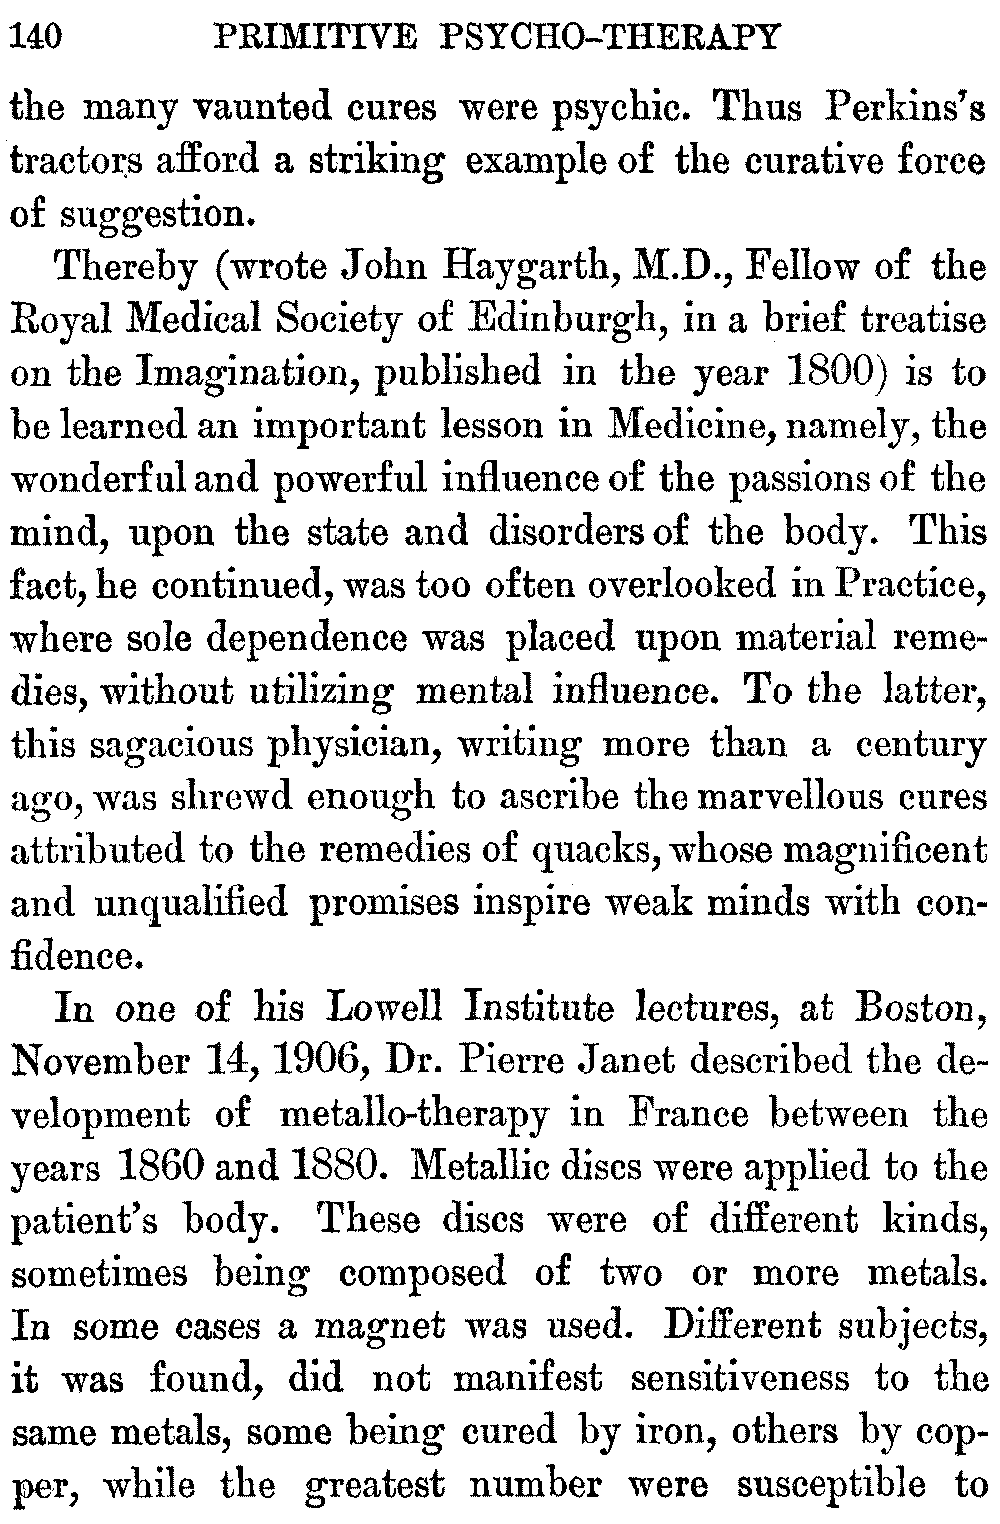 140 PRIMITIVE PSYCHO-THERAPY
the many vaunted cures were psychic. Thus Perkins's
tractors afford a striking example of the curative force
of suggestion.
Thereby (wrote John Haygarth, M.D., Fellow of the
Royal Medical Society of Edinburgh, in a brief treatise
on the Imagination, published in the year 1800) is to
be learned an important lesson in Medicine, namely, the
wonderful and powerful influence of the passions of the
mind, upon the state and disorders of the body. This
fact, he continued, was too often overlooked in Practice,
where sole dependence was placed upon material reme-
dies, without utilizing mental influence. To the latter,
this sagacious physician, writing more than a century
ago, was shrewd enough to ascribe the marvellous cures
attributed to the remedies of quacks, whose magnificent
and unqualified promises inspire weak minds with con-
fidence.
In one of his Lowell Institute lectures, at Boston,
November 14, 1906, Dr. Pierre Janet described the de-
velopment of metallo-therapy in France between the
years 1860 and 1880. Metallic discs were applied to the
patient's body. These discs were of different kinds,
sometimes being composed of two or more metals.
In some cases a magnet was used. Different subjects,
it was found, did not manifest sensitiveness to the
same metals, some being cured by iron, others by cop-
per, while the greatest number were susceptible to